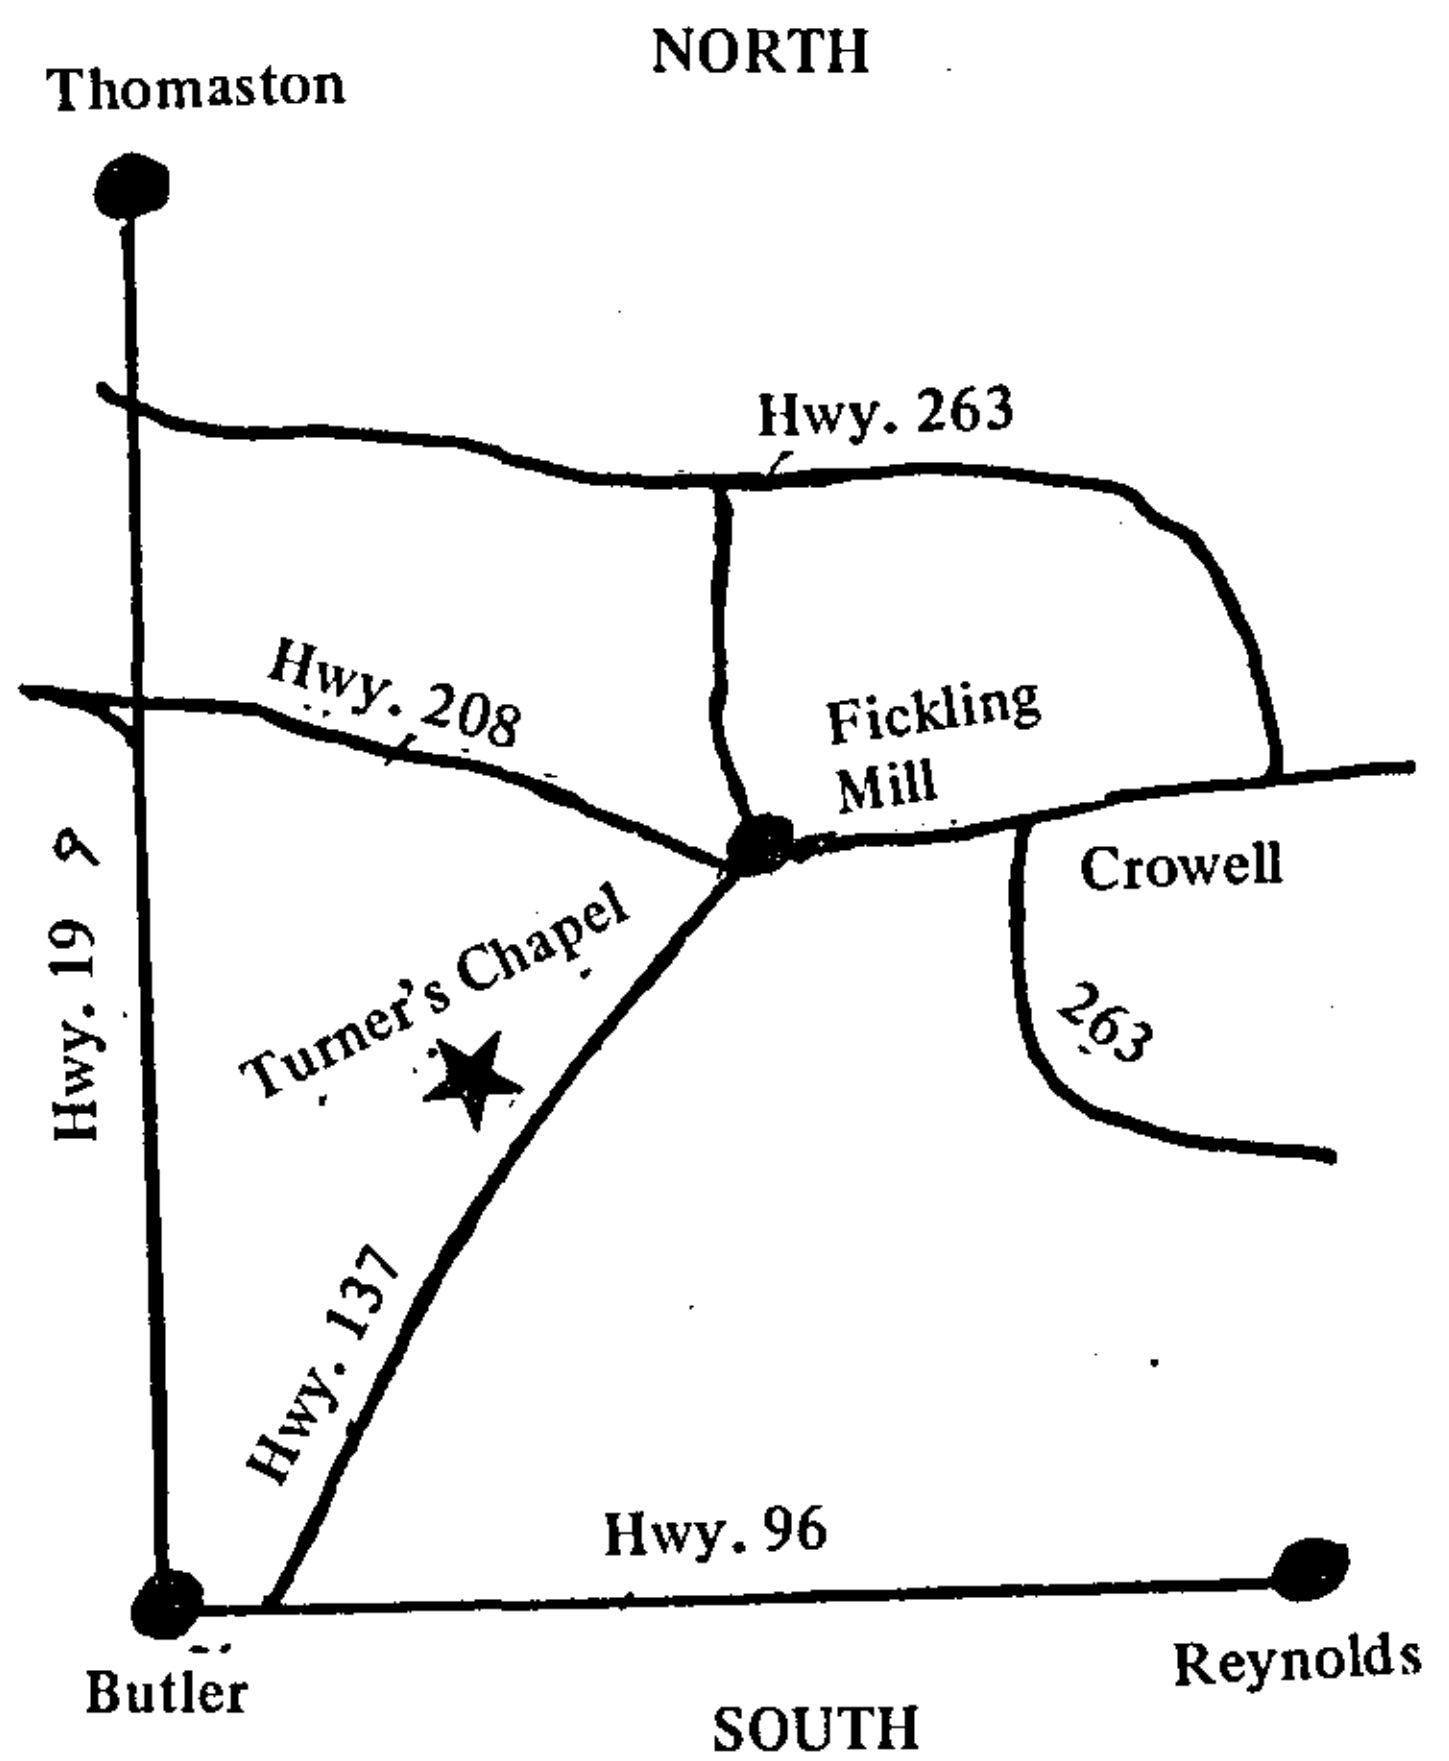 NORTH
Thomaston
Hwy. 263
Hwy. 208
Fickling
Mill
Crowell
Hwy. 19
Turner's Chapel
263
Hwy. 137
Hwy. 96
Reynolds
Butler
SOUTH